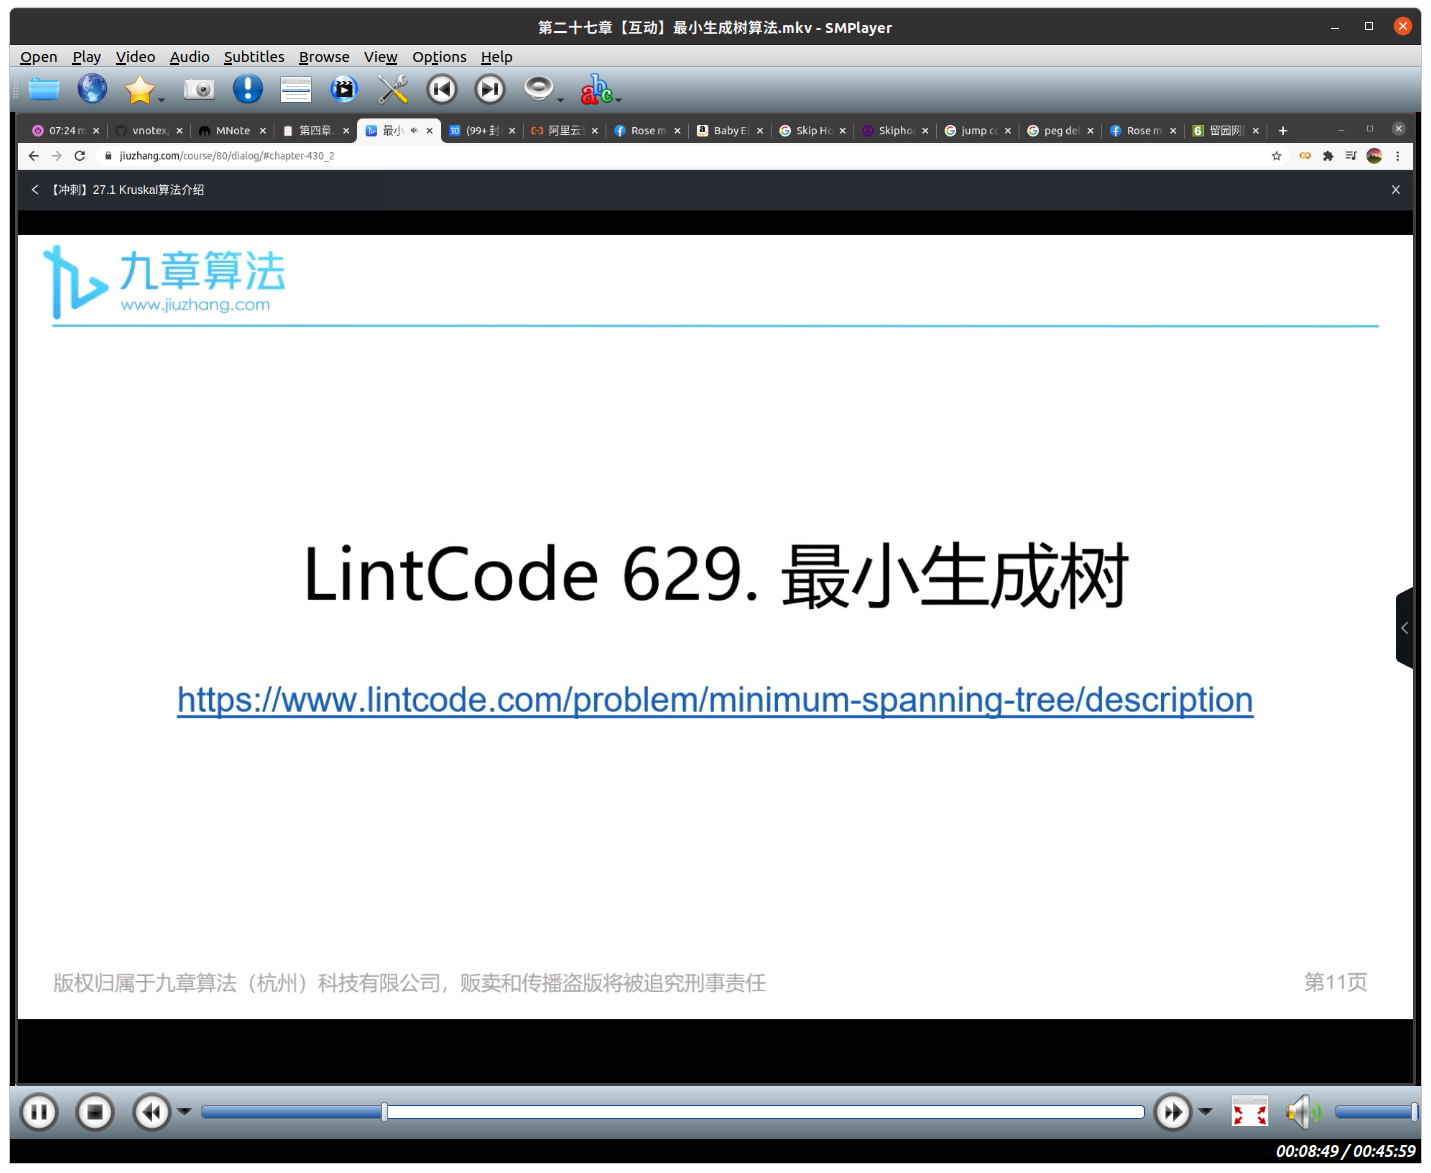 第二十七章【互动】最小生成树算法.mkv - SMPlayer
Open Play Video Audio Subtitles Browse View Options Help
abc
07:24 m vnotex, MNote 第四章. 最小 (99+ 封 阿里云 Rose m Baby Ei Skip Ho Skiphop jump co peg def Rose m 留园网
jiuzhang.com/course/80/dialog/#chapter-430_2
【冲刺】27.1 Kruskal算法介绍
九章算法
www.jiuzhang.com
LintCode 629. 最小生成树
https://www.lintcode.com/problem/minimum-spanning-tree/description
版权归属于九章算法（杭州）科技有限公司，贩卖和传播盗版将被追究刑事责任
第11页
00:08:49 / 00:45:59